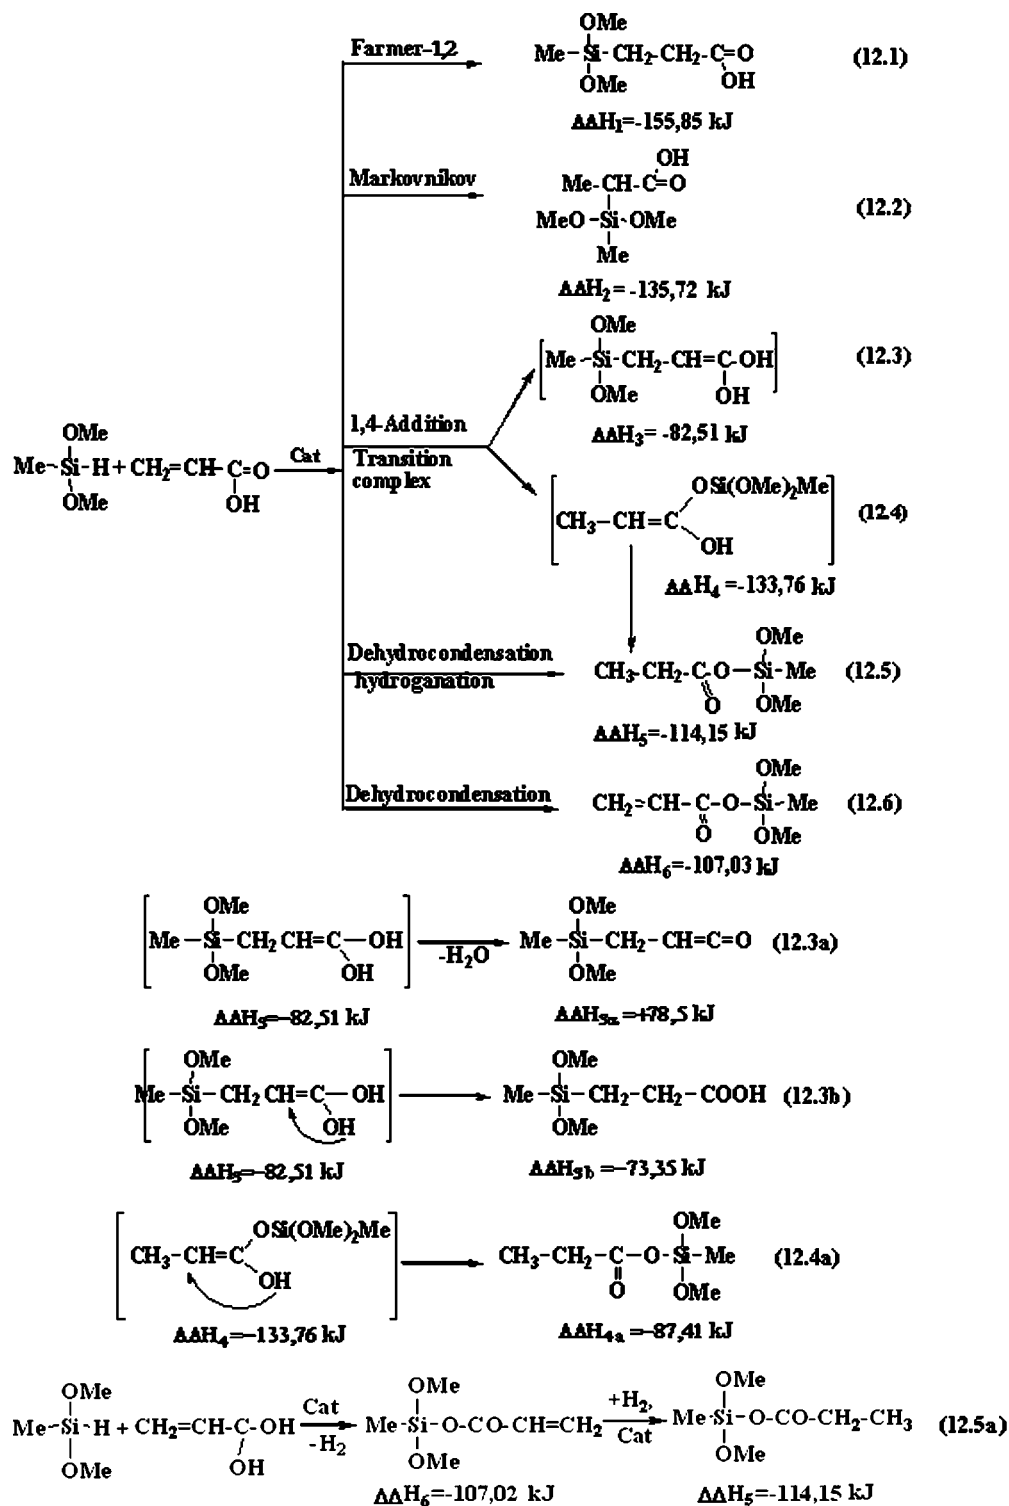 Farmer-1,2
OMe
Me-Si-CH2-CH2-C=O
OMe OH
(12.1)
ΔΔH1=-155,85 kJ
Markovnikov
OH
Me-CH-C=O
MeO-Si-OMe
Me
(12.2)
ΔΔH2=-135,72 kJ
OMe
Me-Si-CH2-CH=C-OH
OMe OH
(12.3)
ΔΔH3= -82,51 kJ
1,4-Addition
Transition
complex
OMe
Me-Si-H+CH2=CH-C=O
OMe OH
Cat
OSi(OMe)2Me
CH3-CH=C
OH
(12.4)
ΔΔH4=-133,76 kJ
Dehydrocondensation
hydroganation
OMe
CH3-CH2-C-O-Si-Me
O OMe
(12.5)
ΔΔH5=-114,15 kJ
Dehydrocondensation
OMe
CH2=CH-C-O-Si-Me
O OMe
(12.6)
ΔΔH6=-107,03 kJ
OMe
Me-Si-CH2CH=C-OH
OMe OH
-H2O
OMe
Me-Si-CH2-CH=C=O
OMe
(12.3a)
ΔΔH3=-82,51 kJ
ΔΔH3a=+78,5 kJ
OMe
Me-Si-CH2CH=C-OH
OMe OH
OMe
Me-Si-CH2-CH2-COOH
OMe
(12.3b)
ΔΔH3=-82,51 kJ
ΔΔH3b=-73,35 kJ
OSi(OMe)2Me
CH3-CH=C
OH
OMe
CH3-CH2-C-O-Si-Me
O OMe
(12.4a)
ΔΔH4=-133,76 kJ
ΔΔH4a=-87,41 kJ
OMe
Me-Si-H+CH2=CH-C-OH
OMe OH
Cat
-H2
OMe
Me-Si-O-CO-CH=CH2
OMe
+H2,
Cat
OMe
Me-Si-O-CO-CH2-CH3
OMe
(12.5a)
ΔΔH6=-107,02 kJ
ΔΔH5=-114,15 kJ